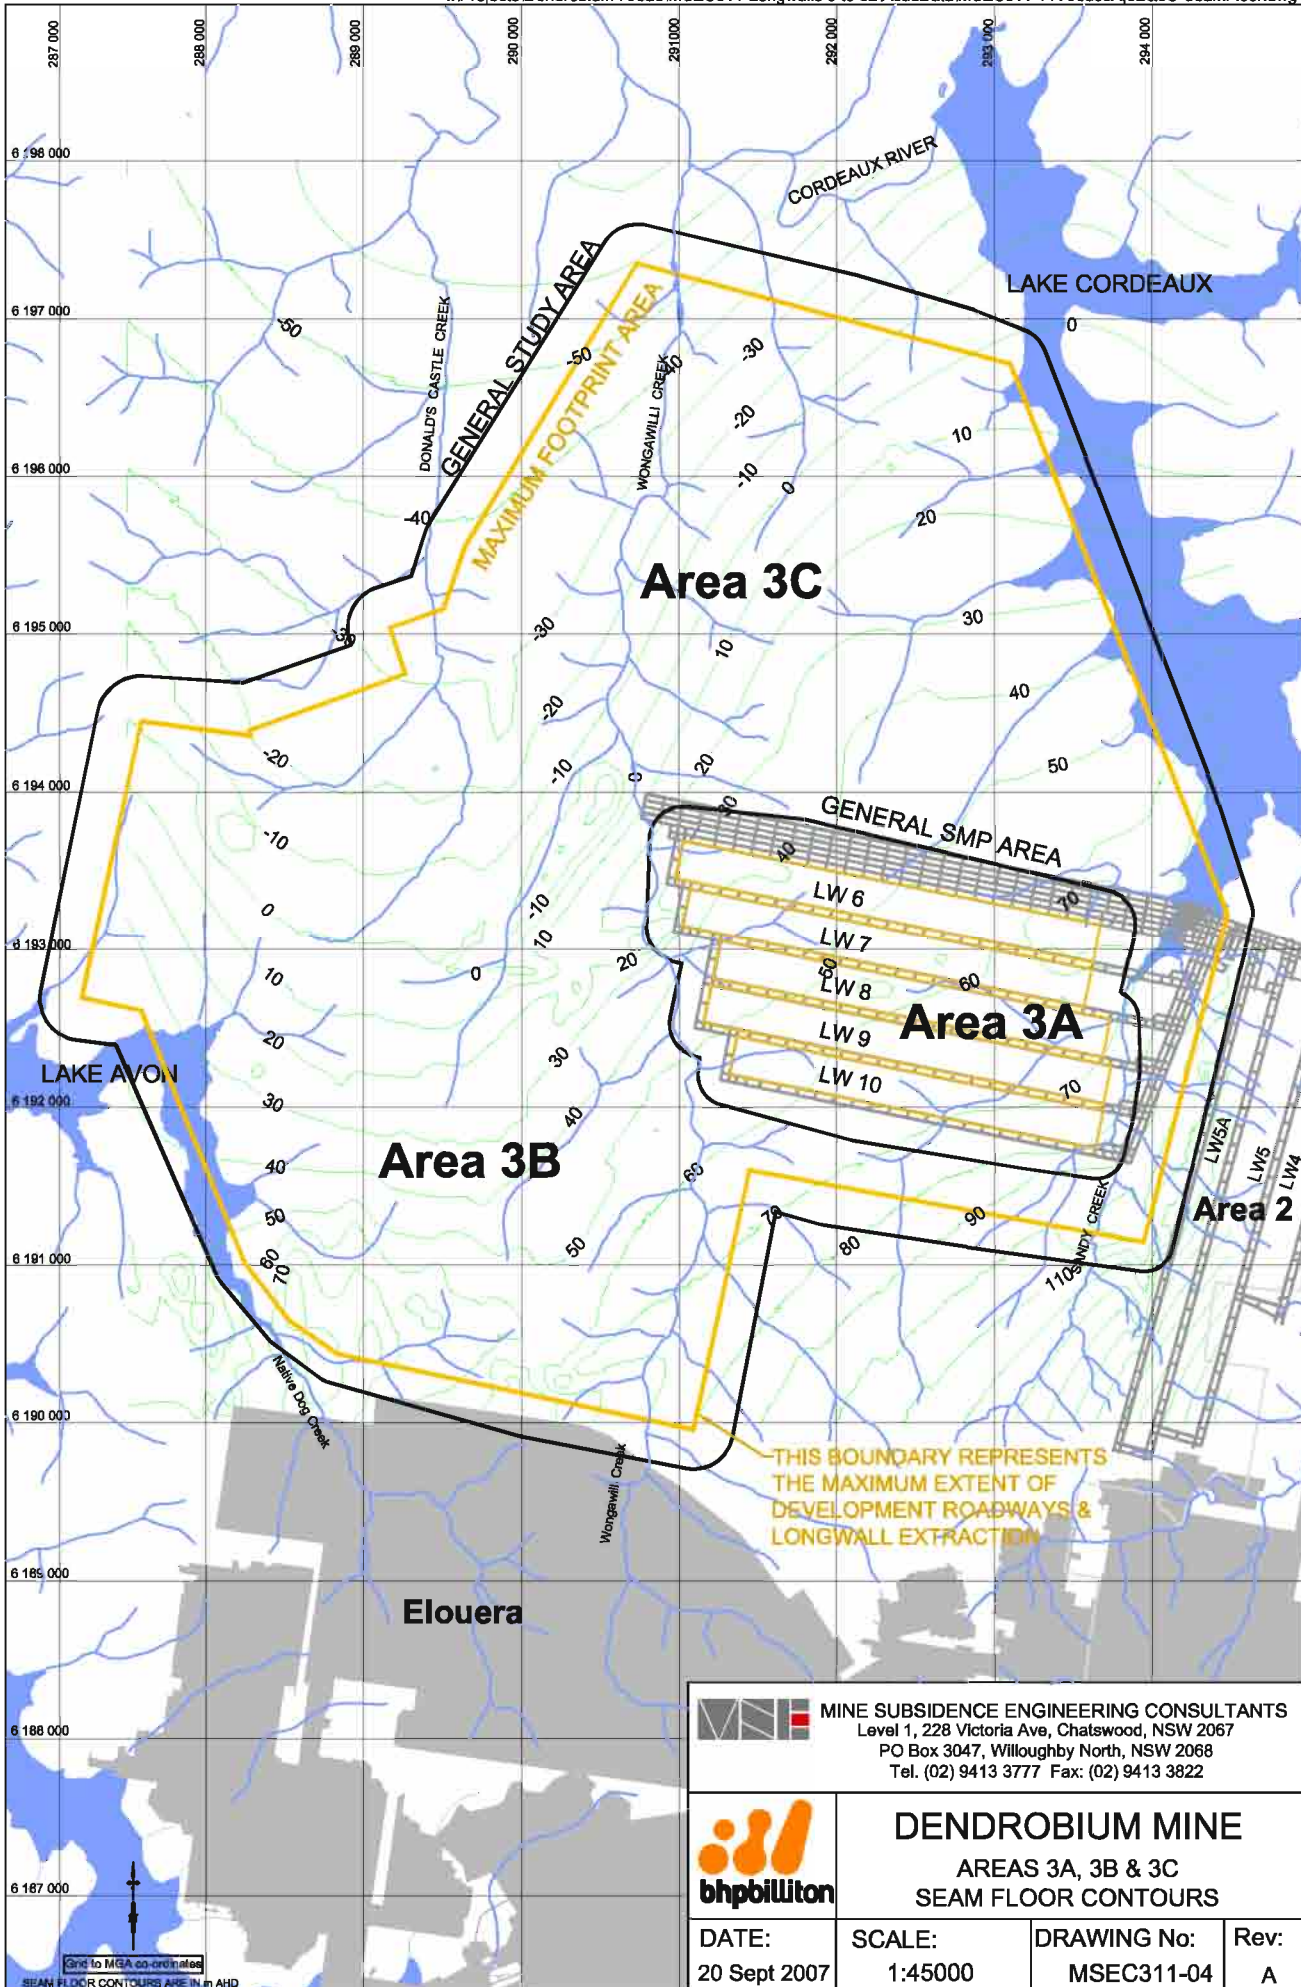 287 000
288 000
289 000
290 000
291000
292 000
293 000
294 000
6 198 000
CORDEAUX RIVER
LAKE CORDEAUX
0
6 197 000
-50
DONALD'S CASTLE CREEK
GENERAL STUDY AREA
MAXIMUM FOOTPRINT AREA
-50
WONGAWILLI CREEK
-40
-30
-20
-10
0
10
6 196 000
-40
20
Area 3C
6 195 000
-30
-30
10
30
40
-20
-20
-10
0
20
50
6 194 000
GENERAL SMP AREA
30
40
70
-10
LW 6
0
-10
10
LW 7
6 193 000
10
0
20
50
LW 8
60
Area 3A
20
LW 9
30
LAKE AVON
LW 10
70
6 192 000
30
40
Area 3B
40
60
LW5A
LW5
LW4
Area 2
50
70
90
SANDY CREEK
80
50
60
70
110
6 191 000
Native Dog Creek
6 190 000
Wongawilli Creek
THIS BOUNDARY REPRESENTS
THE MAXIMUM EXTENT OF
DEVELOPMENT ROADWAYS &
LONGWALL EXTRACTION
6 189 000
Elouera
6 188 000
MINE SUBSIDENCE ENGINEERING CONSULTANTS
Level 1, 228 Victoria Ave, Chatswood, NSW 2067
PO Box 3047, Willoughby North, NSW 2068
Tel. (02) 9413 3777 Fax: (02) 9413 3822
bhpbilliton
DENDROBIUM MINE
AREAS 3A, 3B & 3C
SEAM FLOOR CONTOURS
6 187 000
DATE:
20 Sept 2007
SCALE:
1:45000
DRAWING No:
MSEC311-04
Rev:
A
Grid to MGA co-ordinates
SEAM FLOOR CONTOURS ARE IN m AHD